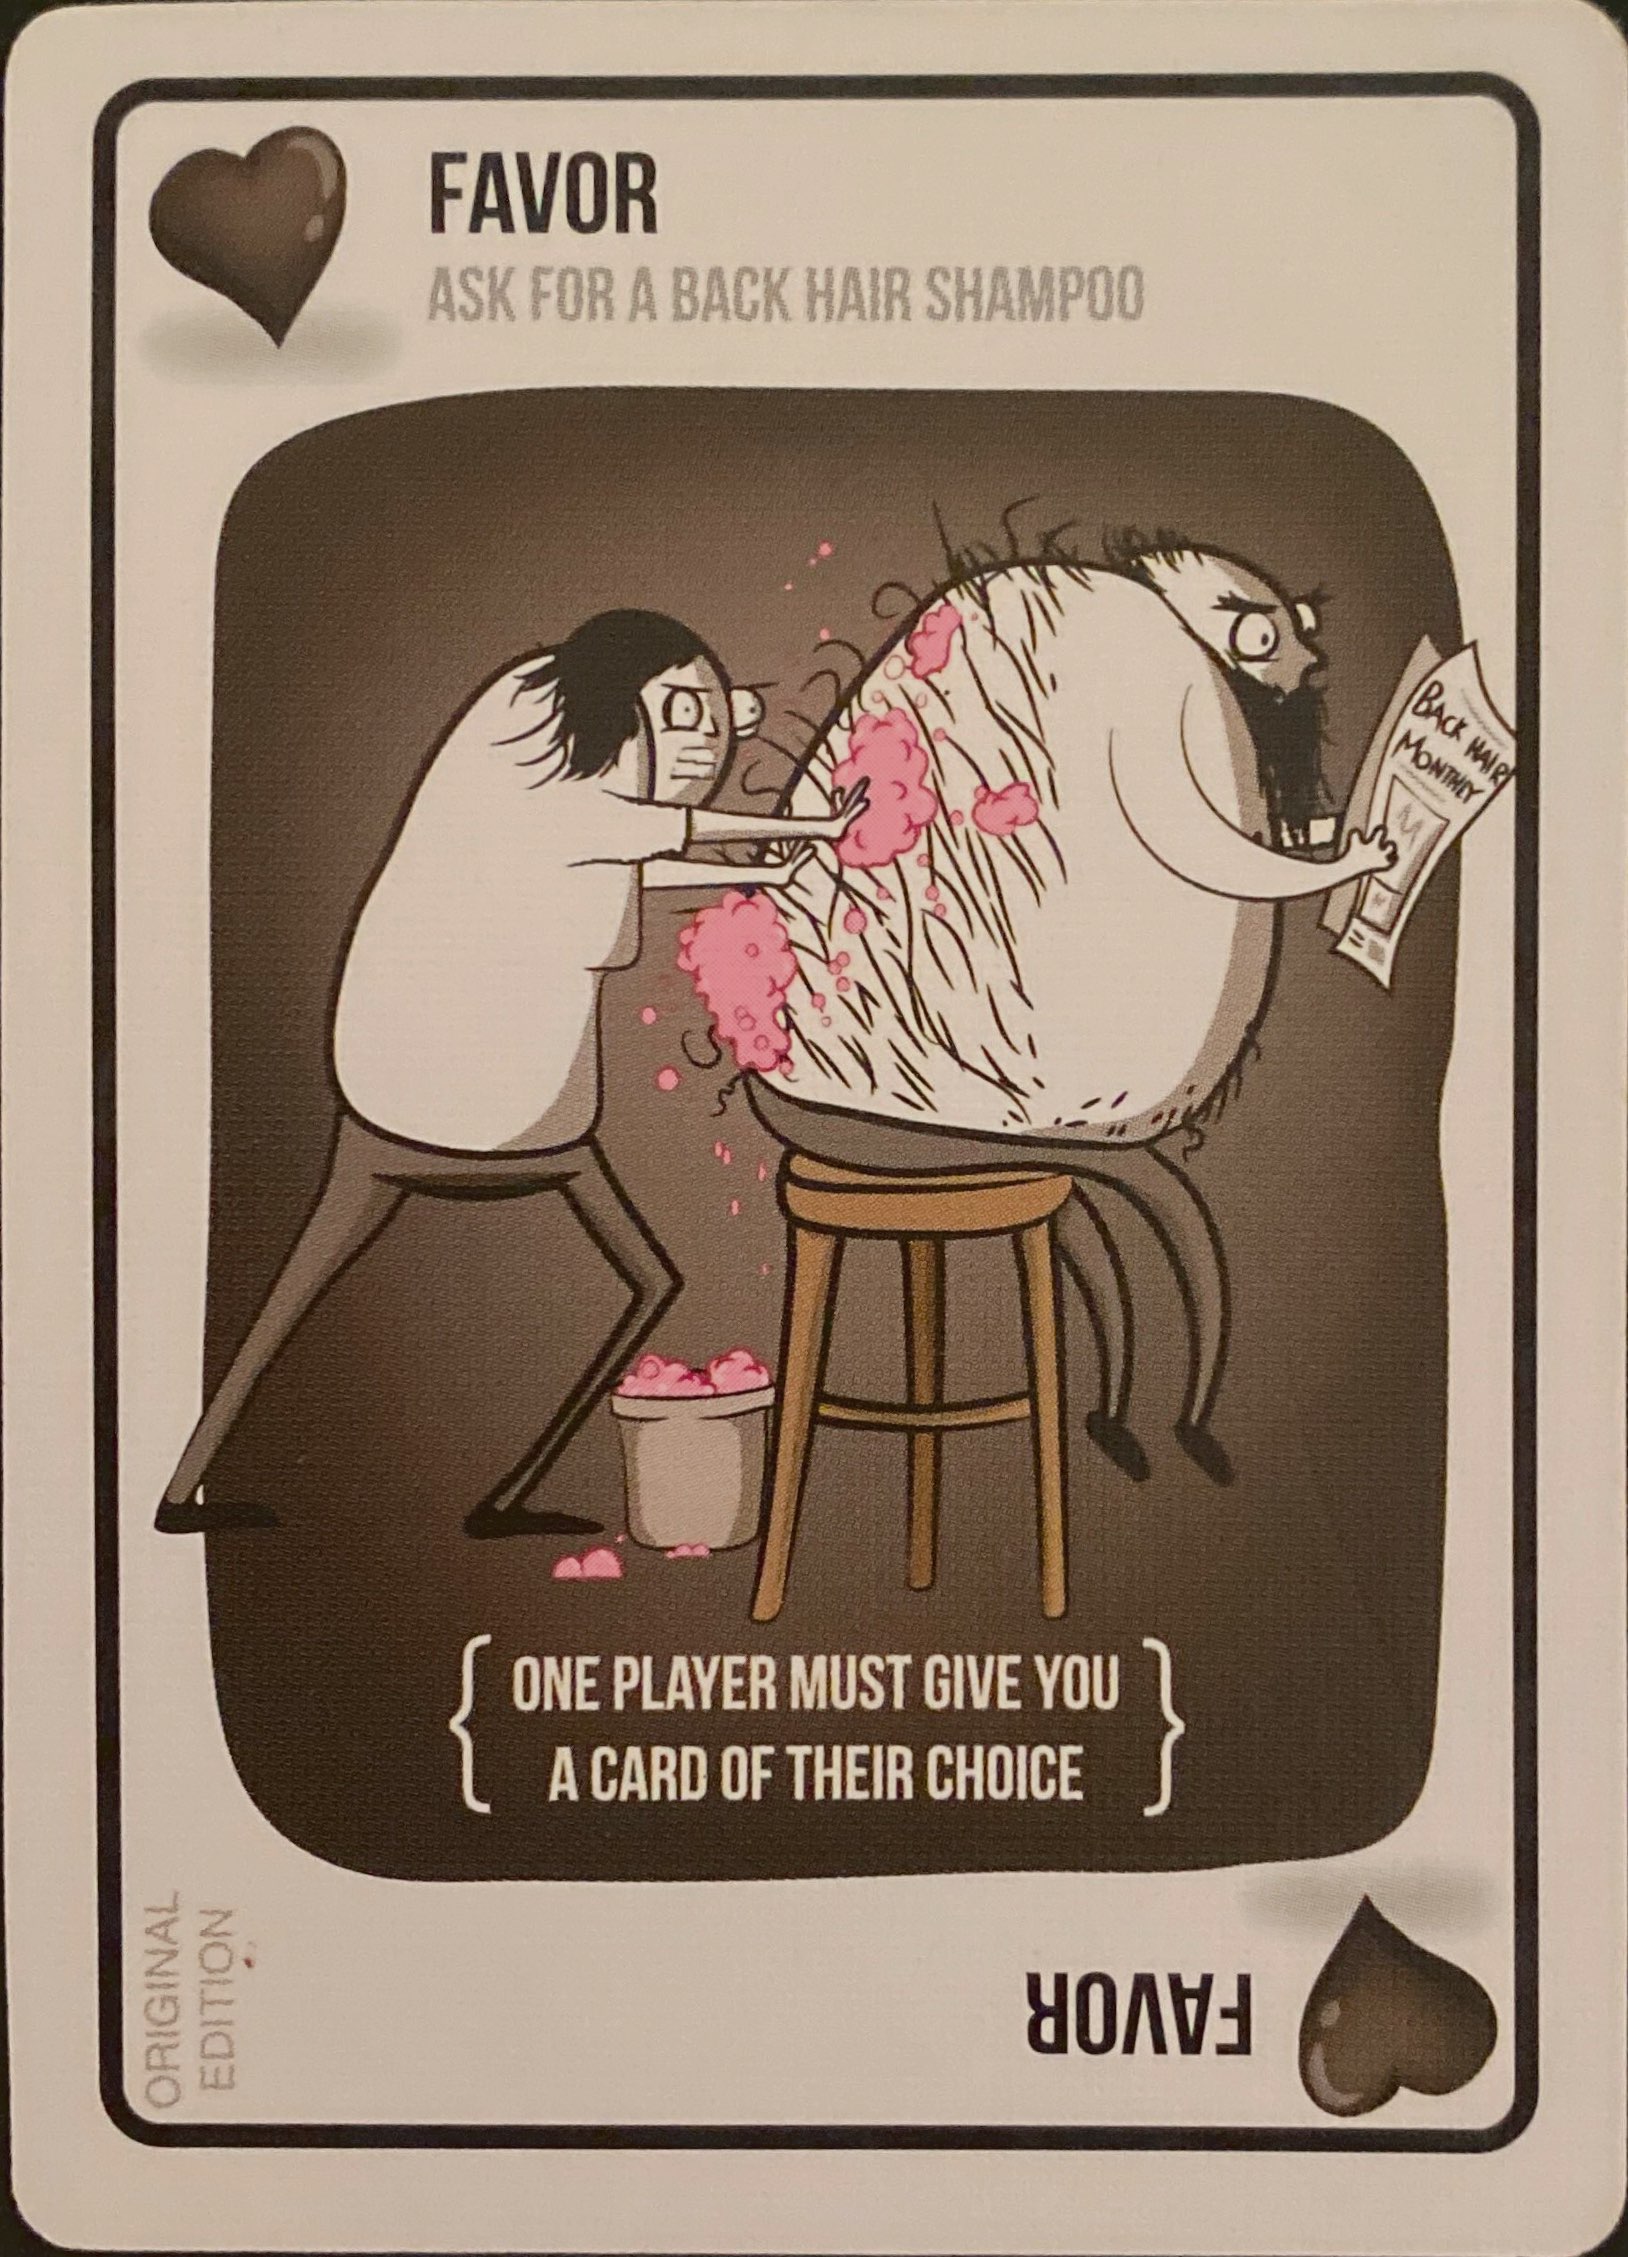 FAVOR
ASK FOR A BACK HAIR SHAMPOO
BACK HAIR
MONTHLY
ONE PLAYER MUST GIVE YOU
A CARD OF THEIR CHOICE
ORIGINAL
EDITION
FAVOR